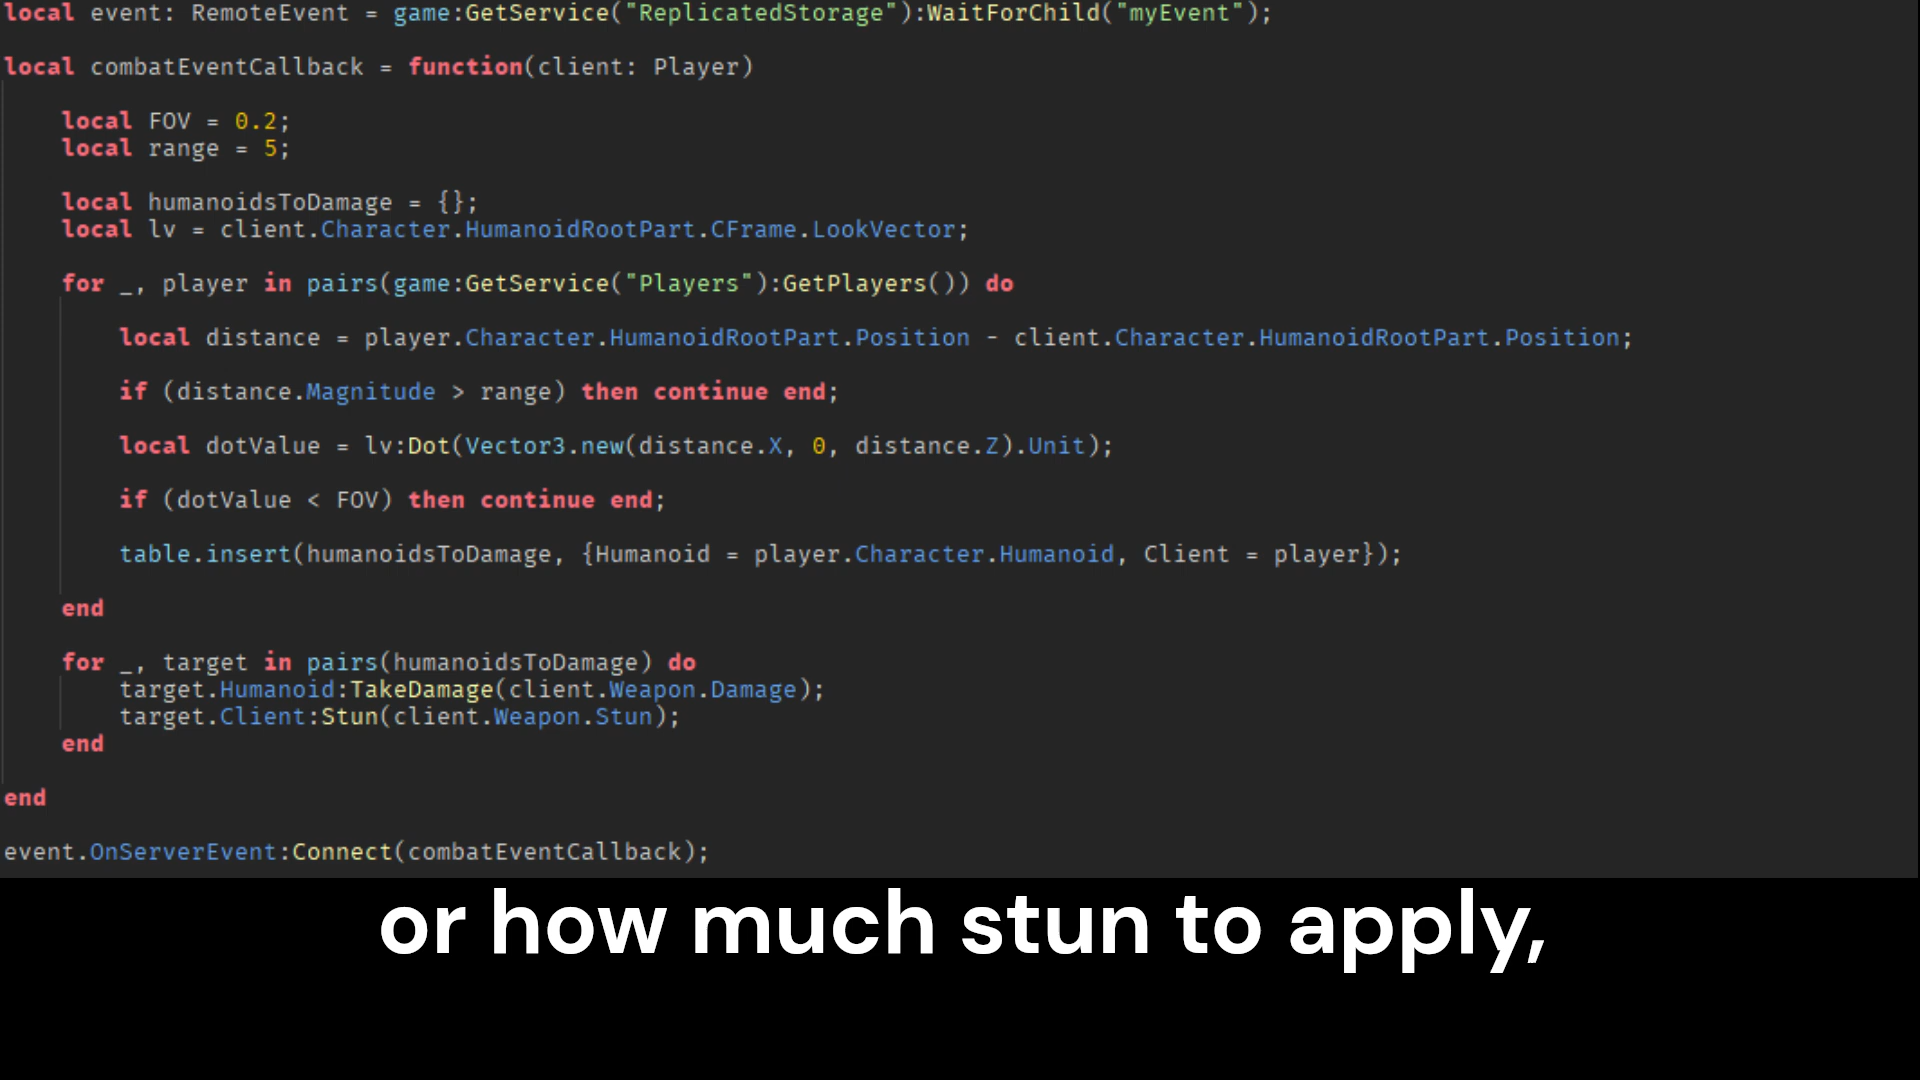 local event: RemoteEvent = game:GetService("ReplicatedStorage"):WaitForChild("myEvent");
local combatEventCallback = function(client: Player)
local FOV = 0.2;
local range = 5;
local humanoidsToDamage = {};
local lv = client.Character.HumanoidRootPart.CFrame.LookVector;
for _, player in pairs(game:GetService("Players"):GetPlayers()) do
local distance = player.Character.HumanoidRootPart.Position - client.Character.HumanoidRootPart.Position;
if (distance.Magnitude > range) then continue end;
local dotValue = lv:Dot(Vector3.new(distance.X, 0, distance.Z).Unit);
if (dotValue < FOV) then continue end;
table.insert(humanoidsToDamage, {Humanoid = player.Character.Humanoid, Client = player});
end
for _, target in pairs(humanoidsToDamage) do
target.Humanoid:TakeDamage(client.Weapon.Damage);
target.Client:Stun(client.Weapon.Stun);
end
end
event.OnServerEvent:Connect(combatEventCallback);
or how much stun to apply,